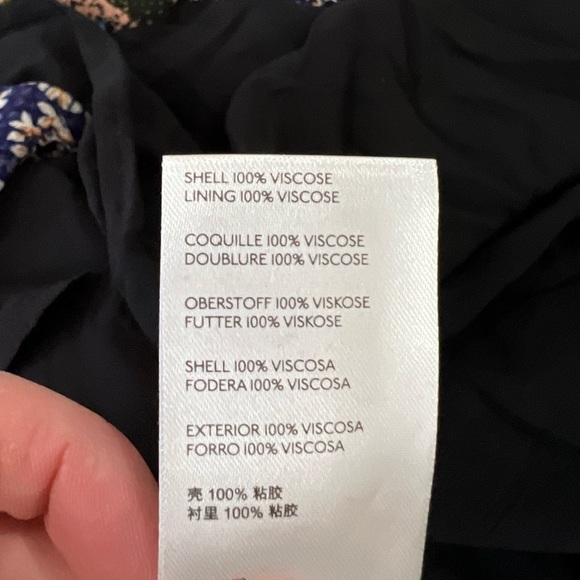 SHELL 100% VISCOSE
LINING 100% VISCOSE
COQUILLE 100% VISCOSE
DOUBLURE 100% VISCOSE
OBERSTOFF 100% VISKOSE
FUTTER 100% VISKOSE
SHELL 100% VISCOSA
FODERA 100% VISCOSA
EXTERIOR 100% VISCOSA
FORRO 100% VISCOSA
壳 100% 粘胶
衬里 100% 粘胶